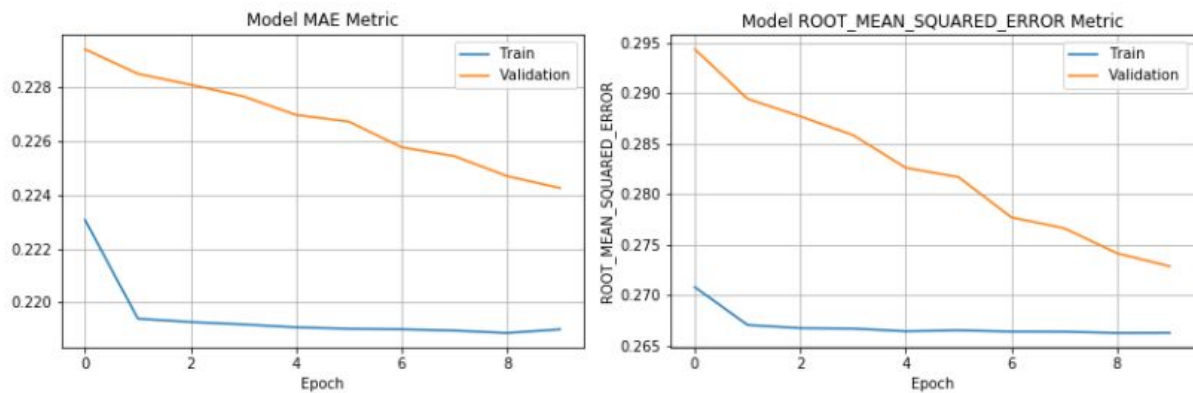 Model MAE Metric
Train
Validation
0.228
0.226
0.224
0.222
0.220
0 2 4 6 8
Epoch
Model ROOT_MEAN_SQUARED_ERROR Metric
Train
Validation
ROOT_MEAN_SQUARED_ERROR
0.295
0.290
0.285
0.280
0.275
0.270
0.265
0 2 4 6 8
Epoch